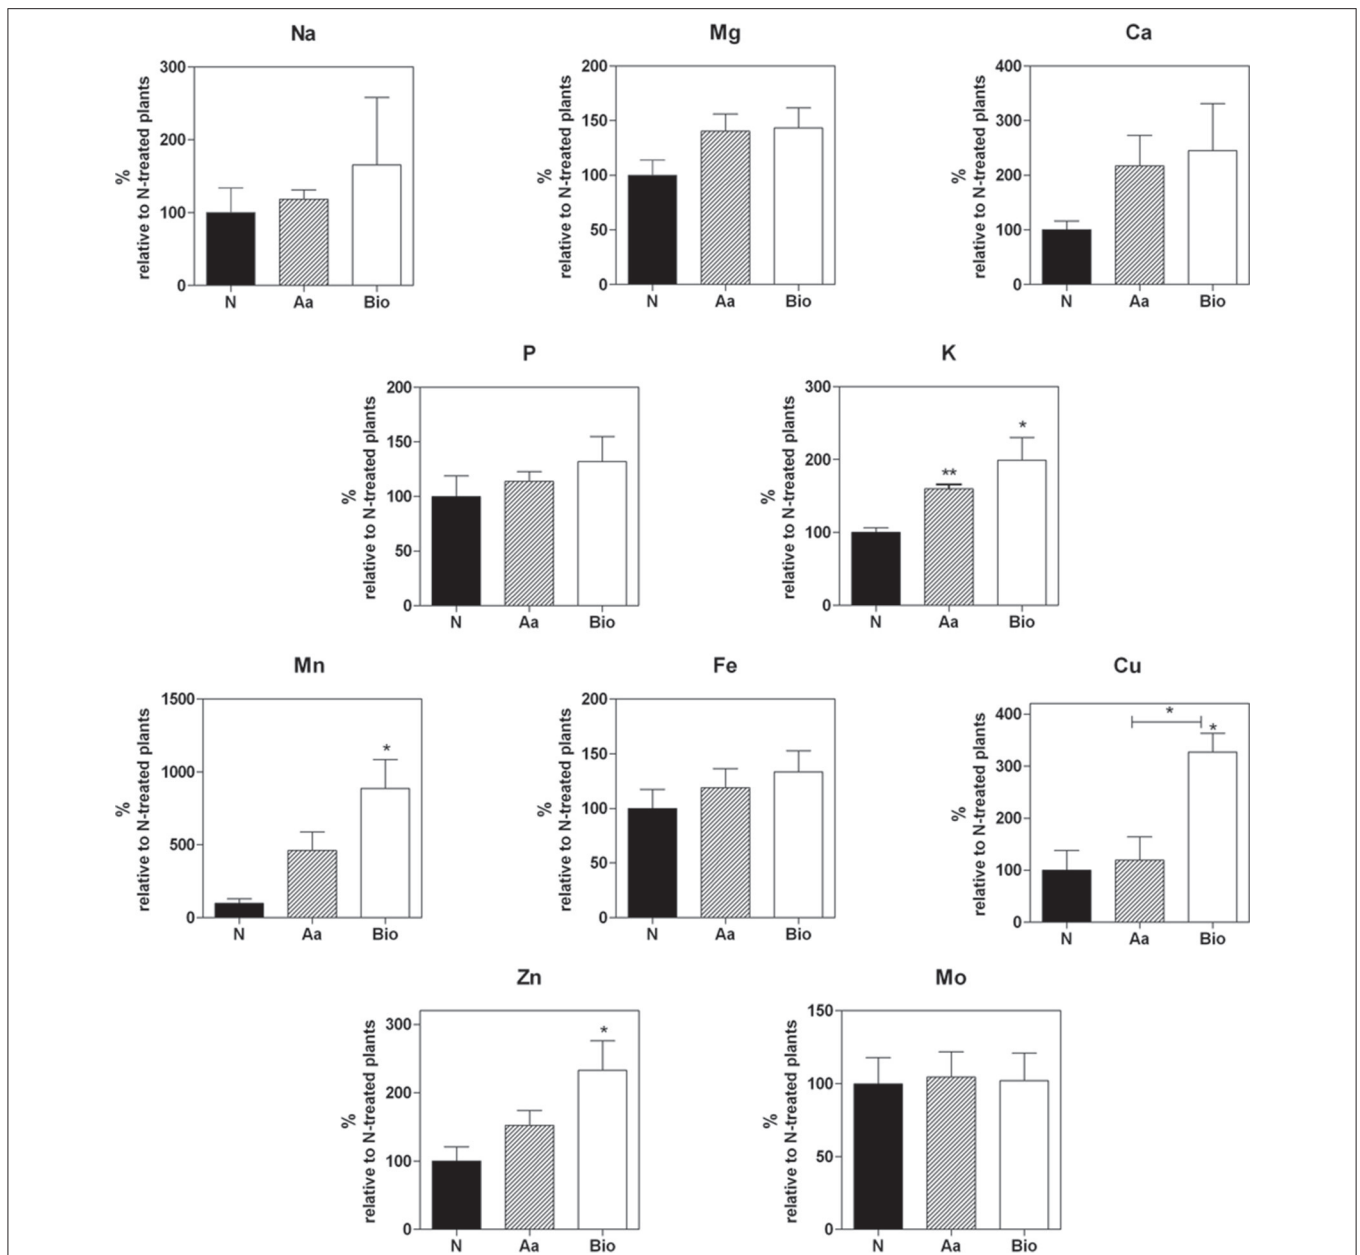 Na
Mg
Ca
%
relative to N-treated plants
300
200
100
0
N
Aa
Bio
%
relative to N-treated plants
200
150
100
50
0
N
Aa
Bio
%
relative to N-treated plants
400
300
200
100
0
N
Aa
Bio
P
K
%
relative to N-treated plants
200
150
100
50
0
N
Aa
Bio
%
relative to N-treated plants
300
200
100
0
**
*
N
Aa
Bio
Mn
Fe
Cu
%
relative to N-treated plants
1500
1000
500
0
*
N
Aa
Bio
%
relative to N-treated plants
200
150
100
50
0
N
Aa
Bio
%
relative to N-treated plants
400
300
200
100
0
*
*
N
Aa
Bio
Zn
Mo
%
relative to N-treated plants
300
200
100
0
*
N
Aa
Bio
%
relative to N-treated plants
150
100
50
0
N
Aa
Bio